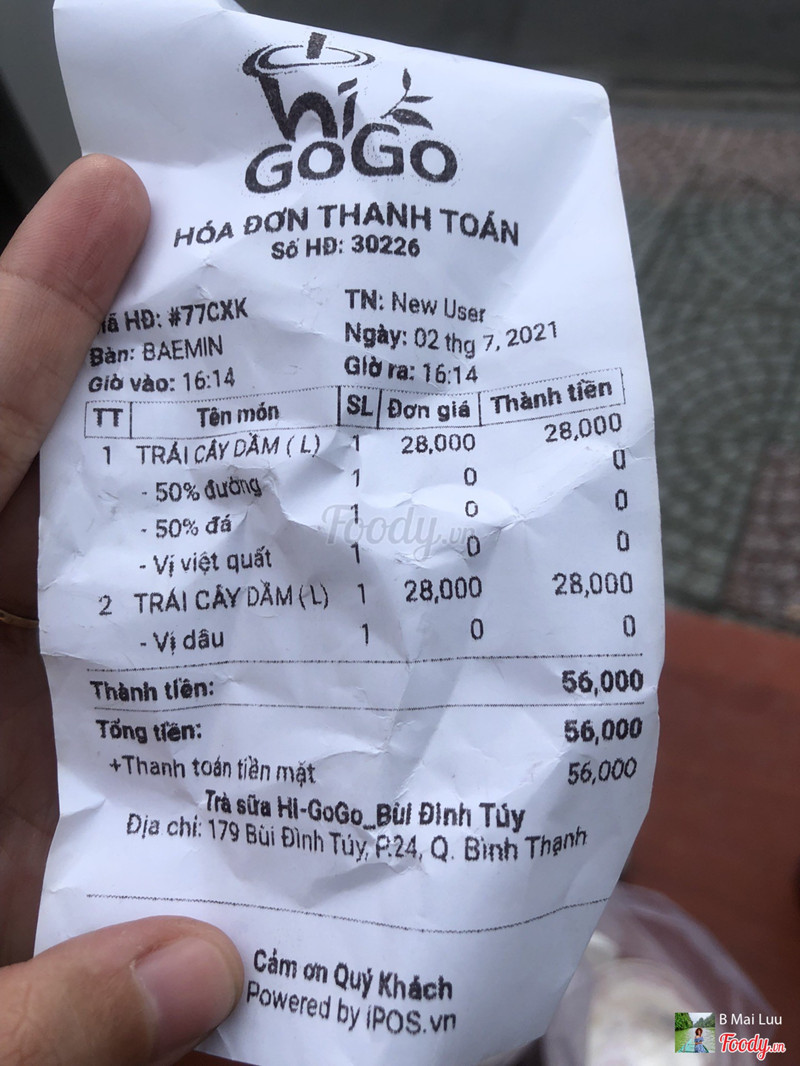 hi
GOGO
HÓA ĐƠN THANH TOÁN
Số HĐ: 30226
Mã HĐ: #77CXK
TN: New User
Bàn: BAEMIN
Ngày: 02 thg 7, 2021
Giờ vào: 16:14
Giờ ra: 16:14
TT Tên món SL Đơn giá Thành tiền
1 TRÁI CÂY DẦM ( L ) 1 28,000 28,000
- 50% đường 1 0 0
- 50% đá 1 0 0
- Vị việt quất 1 0 0
2 TRÁI CÂY DẦM ( L ) 1 28,000 28,000
- Vị dâu 1 0 0
Thành tiền: 56,000
Tổng tiền: 56,000
+Thanh toán tiền mặt 56,000
Trà sữa Hi-GoGo_Bùi Đình Túy
Địa chỉ: 179 Bùi Đình Túy, P.24, Q. Bình Thạnh
Cảm ơn Quý Khách
Powered by iPOS.vn
Foody.vn
B Mai Luu
Foody.vn